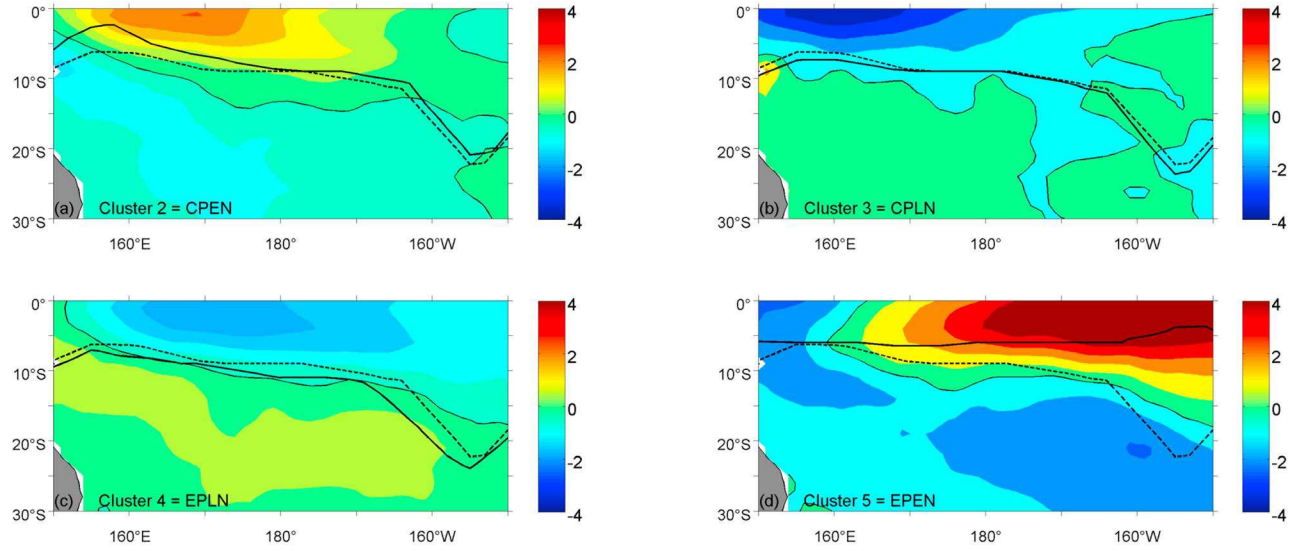 0°
10°S
20°S
30°S
(a) Cluster 2 = CPEN
160°E 180° 160°W
4
2
0
-2
-4
0°
10°S
20°S
30°S
(b) Cluster 3 = CPLN
160°E 180° 160°W
4
2
0
-2
-4
0°
10°S
20°S
30°S
(c) Cluster 4 = EPLN
160°E 180° 160°W
4
2
0
-2
-4
0°
10°S
20°S
30°S
(d) Cluster 5 = EPEN
160°E 180° 160°W
4
2
0
-2
-4